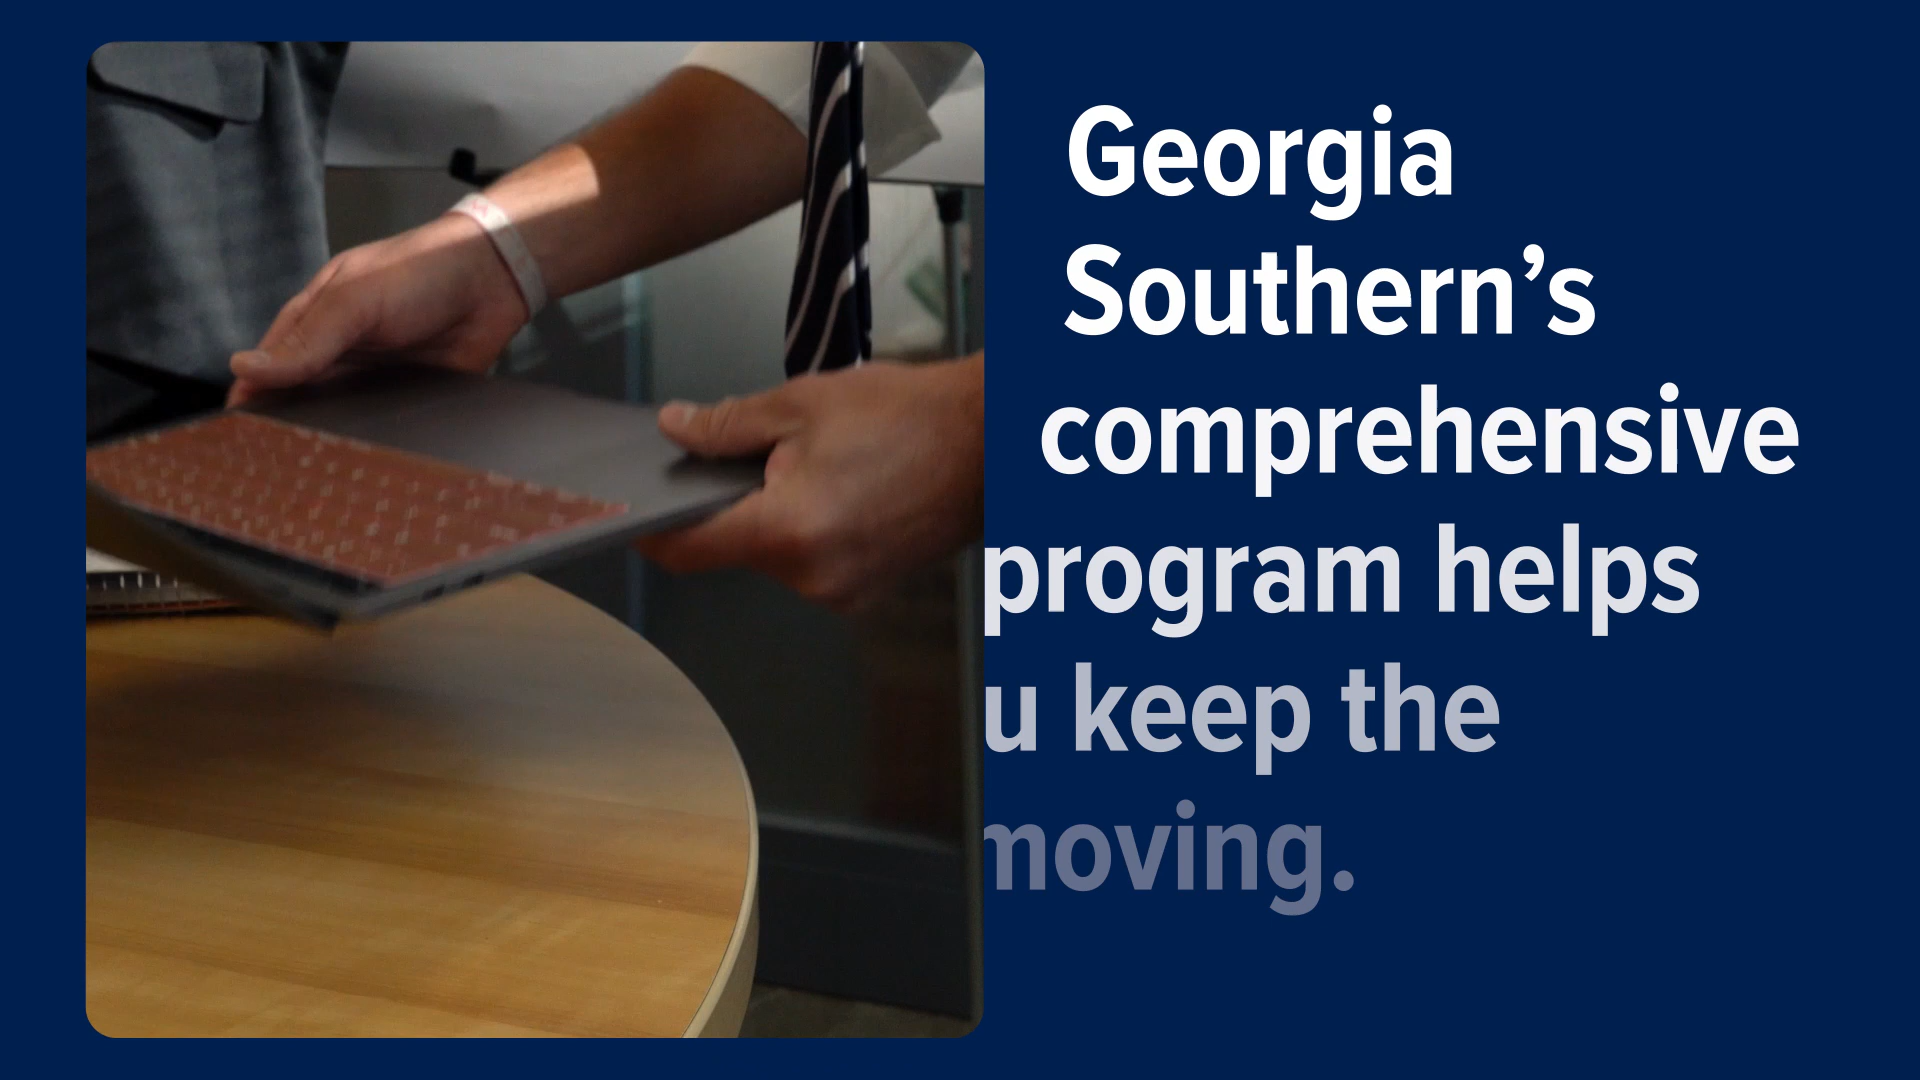 Georgia
Southern’s
comprehensive
program helps
u keep the
moving.